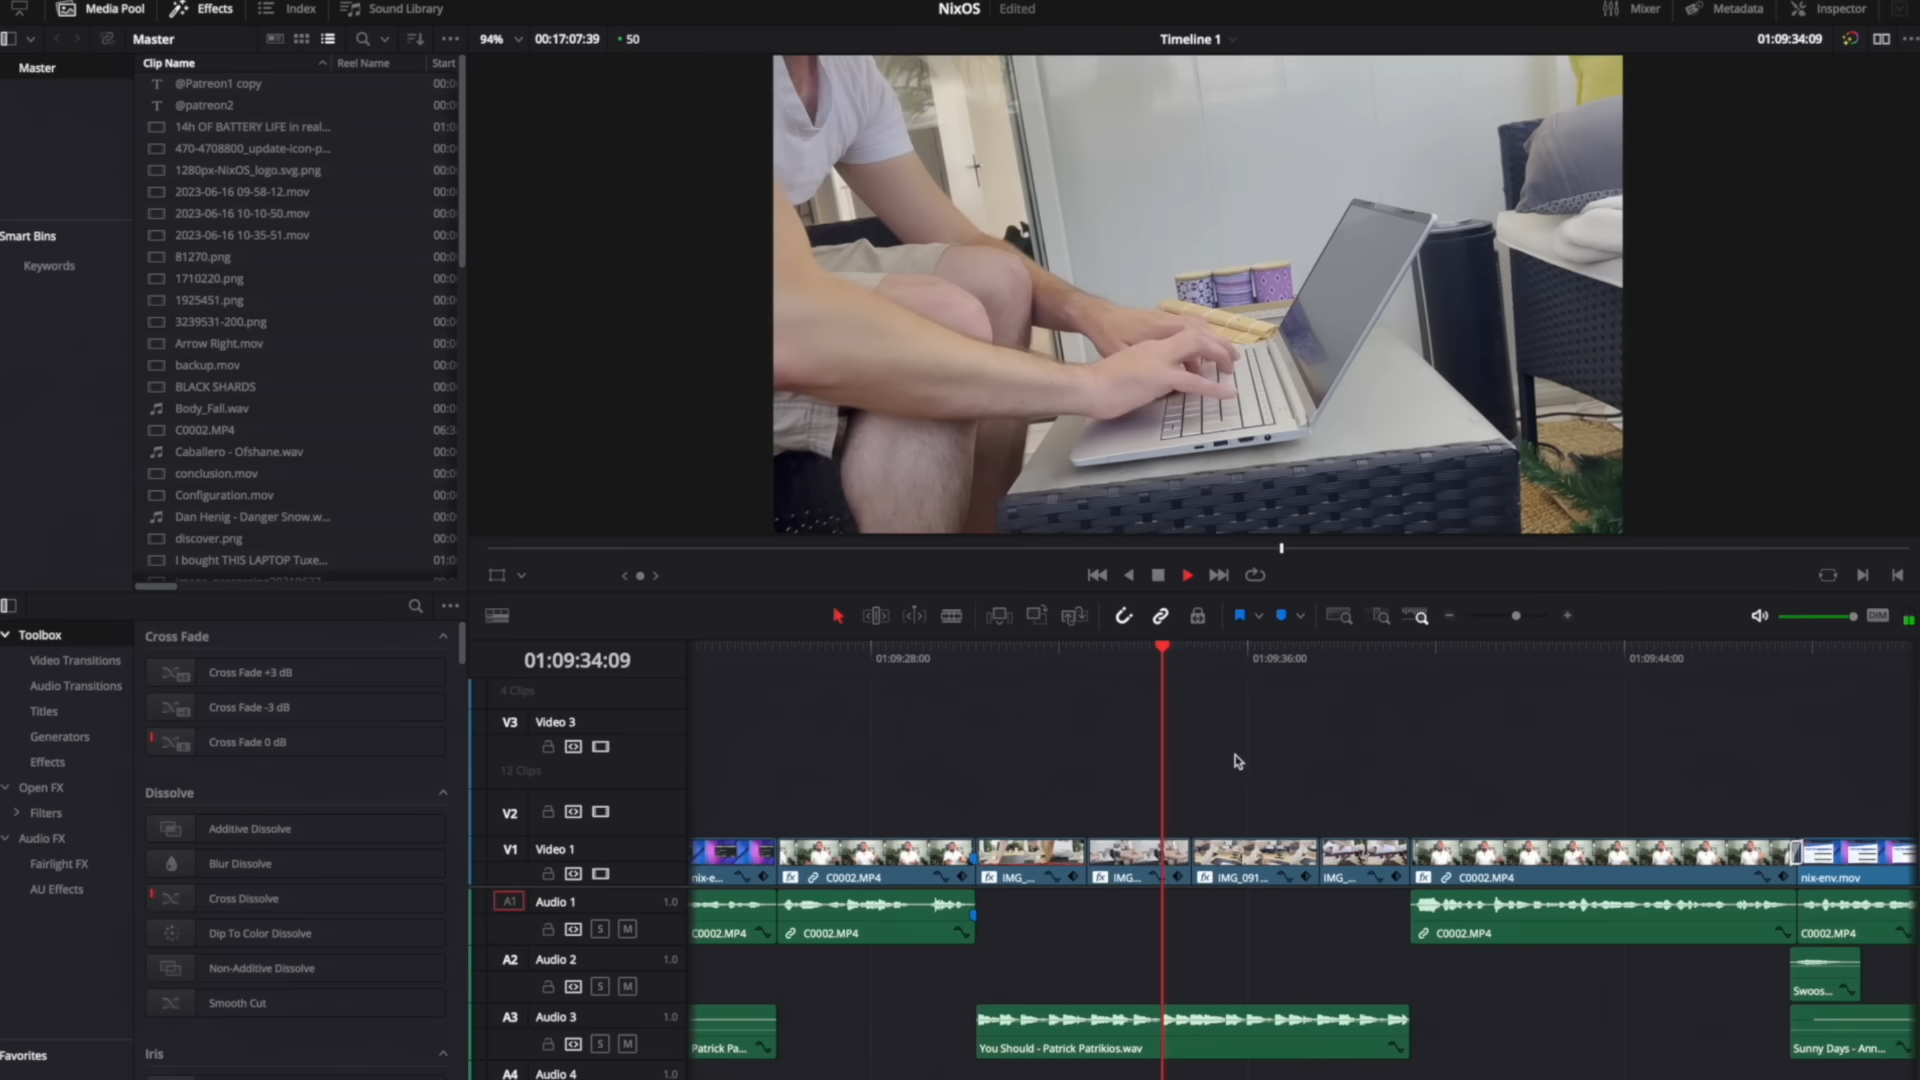 Media Pool
Effects
Index
Sound Library
NixOS
Edited
Mixer
Metadata
Inspector
Master
94%
00:17:07:39
50
Timeline 1
01:09:34:09
Master
Smart Bins
Keywords
Clip Name
Reel Name
Start
@Patreon1 copy
00:0
@patreon2
00:0
14h OF BATTERY LIFE in real...
01:0
470-4708800_update-icon-p...
00:0
1280px-NixOS_logo.svg.png
00:0
2023-06-16 09-58-12.mov
00:0
2023-06-16 10-10-50.mov
00:0
2023-06-16 10-35-51.mov
00:0
81270.png
00:0
1710220.png
00:0
1925451.png
00:0
3239531-200.png
00:0
Arrow Right.mov
00:0
backup.mov
00:0
BLACK SHARDS
00:0
Body_Fall.wav
00:0
C0002.MP4
06:3
Caballero - Ofshane.wav
00:0
conclusion.mov
00:0
Configuration.mov
00:0
Dan Henig - Danger Snow.w...
00:0
discover.png
00:0
I bought THIS LAPTOP Tuxe...
01:0
Toolbox
Video Transitions
Audio Transitions
Titles
Generators
Effects
Open FX
Filters
Audio FX
Fairlight FX
AU Effects
Favorites
Cross Fade
Cross Fade +3 dB
Cross Fade -3 dB
Cross Fade 0 dB
Dissolve
Additive Dissolve
Blur Dissolve
Cross Dissolve
Dip To Color Dissolve
Non-Additive Dissolve
Smooth Cut
Iris
DIM
01:09:34:09
01:09:28:00
01:09:36:00
01:09:44:00
4 Clips
V3 Video 3
12 Clips
V2
V1 Video 1
nix-e...
C0002.MP4
IMG_...
IMG...
IMG_091...
IMG_...
C0002.MP4
nix-env.mov
A1 Audio 1 1.0
S M
C0002.MP4
C0002.MP4
C0002.MP4
C0002.MP4
A2 Audio 2 1.0
S M
Swoos...
A3 Audio 3 1.0
S M
Patrick Pa...
You Should - Patrick Patrikios.wav
Sunny Days - Ann...
A4 Audio 4